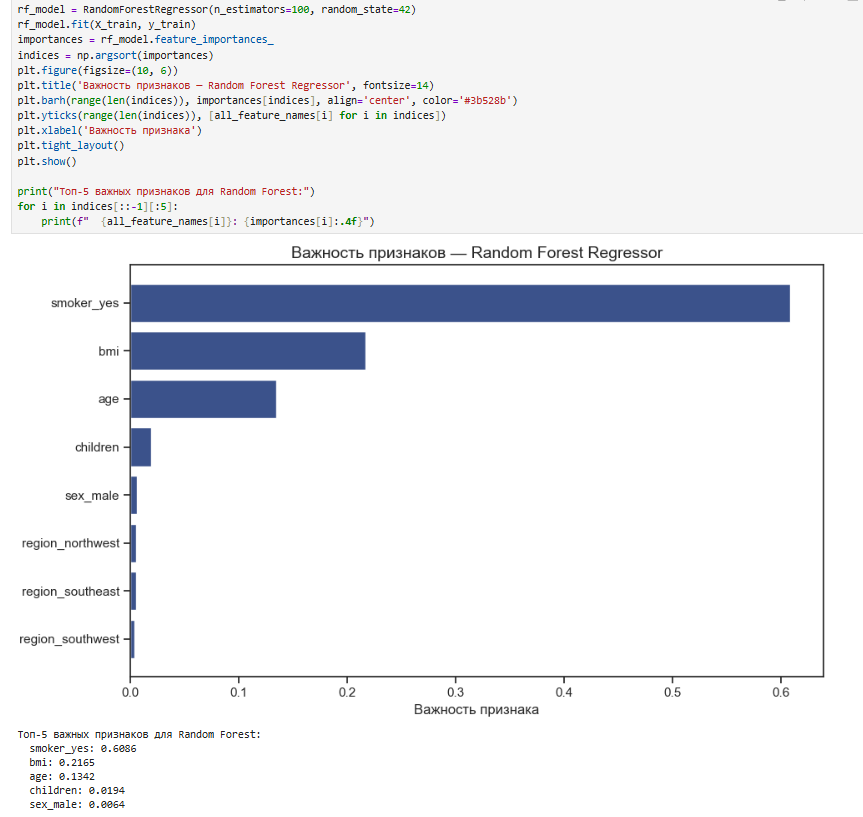 rf_model = RandomForestRegressor(n_estimators=100, random_state=42)
rf_model.fit(X_train, y_train)
importances = rf_model.feature_importances_
indices = np.argsort(importances)
plt.figure(figsize=(10, 6))
plt.title('Важность признаков — Random Forest Regressor', fontsize=14)
plt.barh(range(len(indices)), importances[indices], align='center', color='#3b528b')
plt.yticks(range(len(indices)), [all_feature_names[i] for i in indices])
plt.xlabel('Важность признака')
plt.tight_layout()
plt.show()
print("Топ-5 важных признаков для Random Forest:")
for i in indices[::-1][:5]:
    print(f"  {all_feature_names[i]}: {importances[i]:.4f}")
Важность признаков — Random Forest Regressor
smoker_yes
bmi
age
children
sex_male
region_northwest
region_southeast
region_southwest
0.0 0.1 0.2 0.3 0.4 0.5 0.6
Важность признака
Топ-5 важных признаков для Random Forest:
  smoker_yes: 0.6086
  bmi: 0.2165
  age: 0.1342
  children: 0.0194
  sex_male: 0.0064